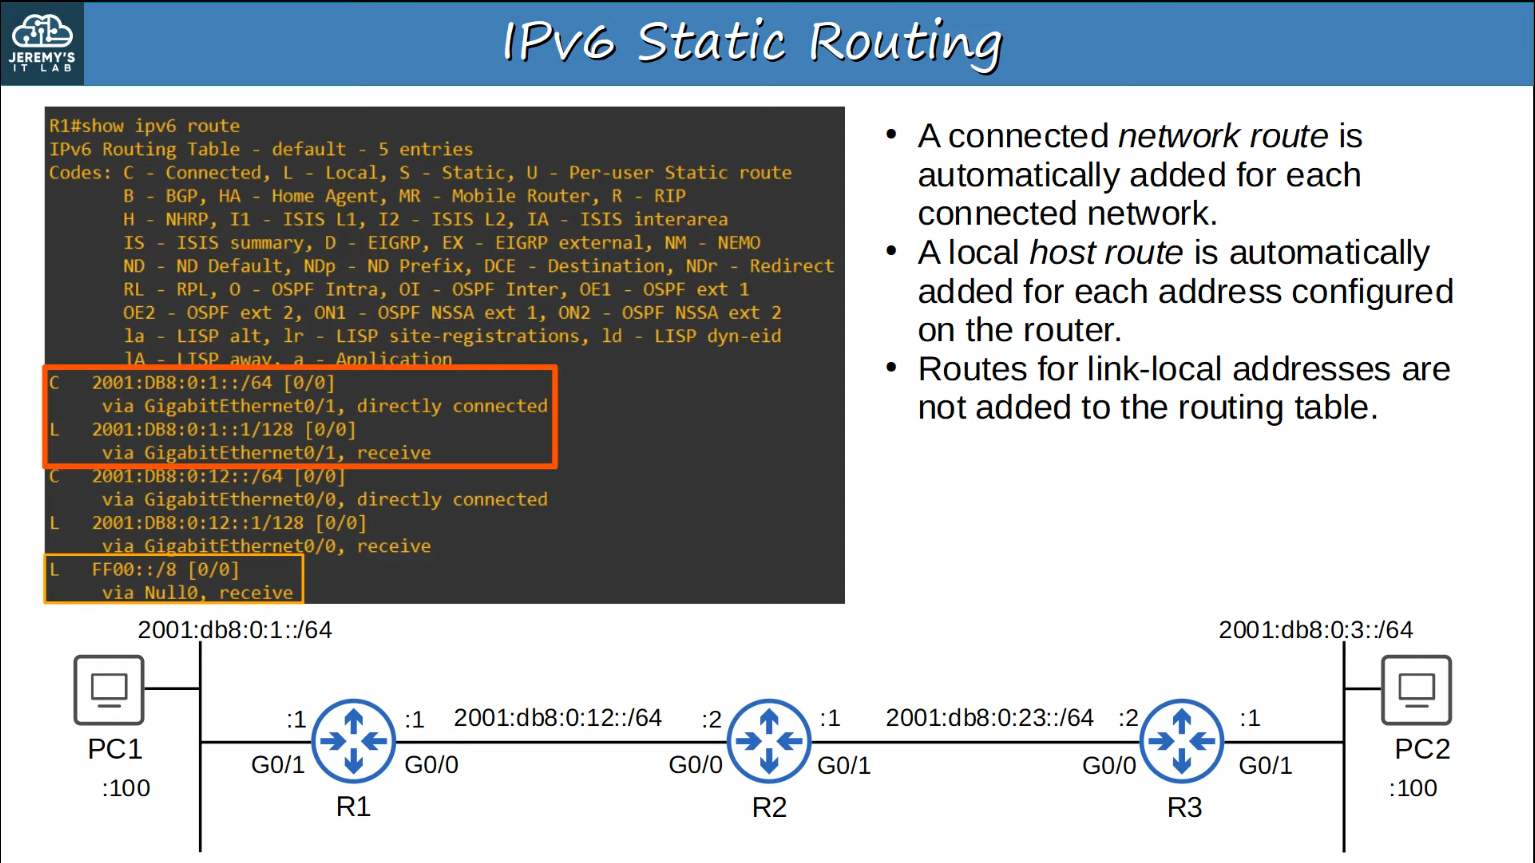 JEREMY'S
IT LAB
IPv6 Static Routing
R1#show ipv6 route
IPv6 Routing Table - default - 5 entries
Codes: C - Connected, L - Local, S - Static, U - Per-user Static route
B - BGP, HA - Home Agent, MR - Mobile Router, R - RIP
H - NHRP, I1 - ISIS L1, I2 - ISIS L2, IA - ISIS interarea
IS - ISIS summary, D - EIGRP, EX - EIGRP external, NM - NEMO
ND - ND Default, NDp - ND Prefix, DCE - Destination, NDr - Redirect
RL - RPL, O - OSPF Intra, OI - OSPF Inter, OE1 - OSPF ext 1
OE2 - OSPF ext 2, ON1 - OSPF NSSA ext 1, ON2 - OSPF NSSA ext 2
la - LISP alt, lr - LISP site-registrations, ld - LISP dyn-eid
lA - LISP away, a - Application
C 2001:DB8:0:1::/64 [0/0]
via GigabitEthernet0/1, directly connected
L 2001:DB8:0:1::1/128 [0/0]
via GigabitEthernet0/1, receive
C 2001:DB8:0:12::/64 [0/0]
via GigabitEthernet0/0, directly connected
L 2001:DB8:0:12::1/128 [0/0]
via GigabitEthernet0/0, receive
L FF00::/8 [0/0]
via Null0, receive
• A connected network route is
automatically added for each
connected network.
• A local host route is automatically
added for each address configured
on the router.
• Routes for link-local addresses are
not added to the routing table.
2001:db8:0:1::/64
2001:db8:0:3::/64
:1
:1
2001:db8:0:12::/64
:2
:1
2001:db8:0:23::/64
:2
:1
PC1
G0/1
G0/0
G0/0
G0/1
G0/0
G0/1
PC2
:100
R1
R2
R3
:100